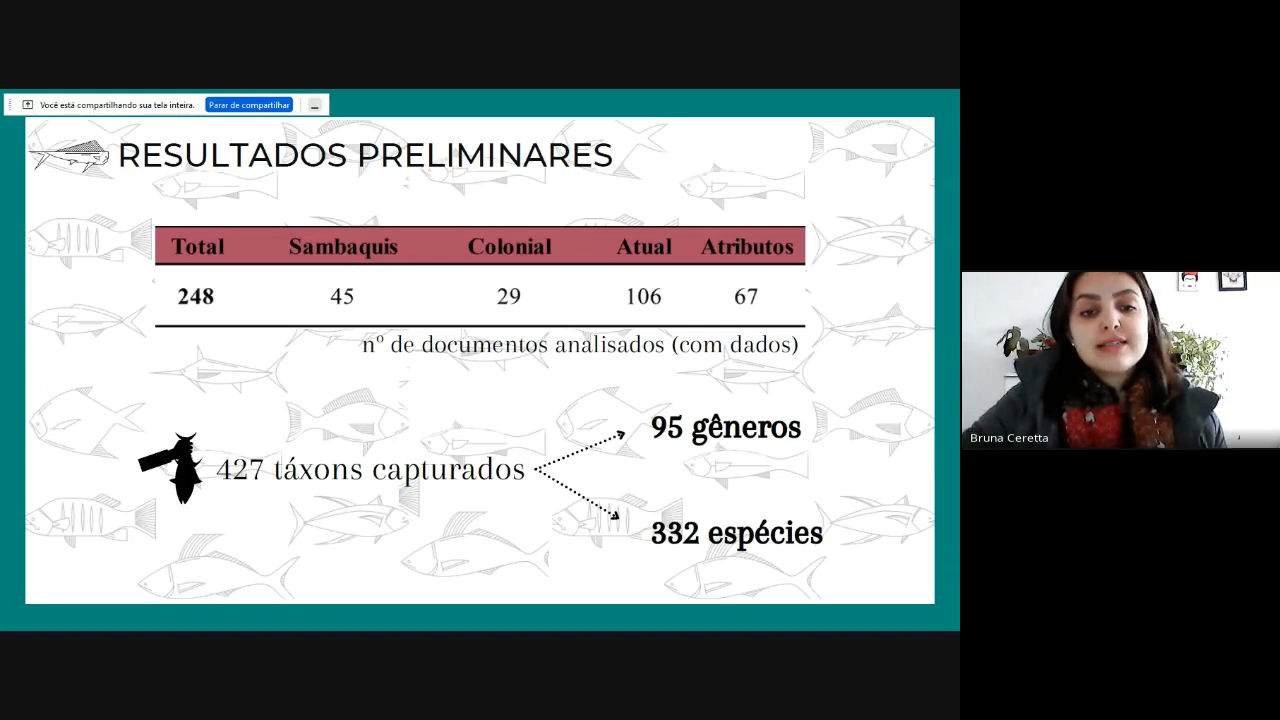 Você está compartilhando sua tela inteira. Parar de compartilhar
RESULTADOS PRELIMINARES
Total Sambaquis Colonial Atual Atributos
248 45 29 106 67
nº de documentos analisados (com dados)
95 gêneros
427 táxons capturados
332 espécies
Bruna Ceretta